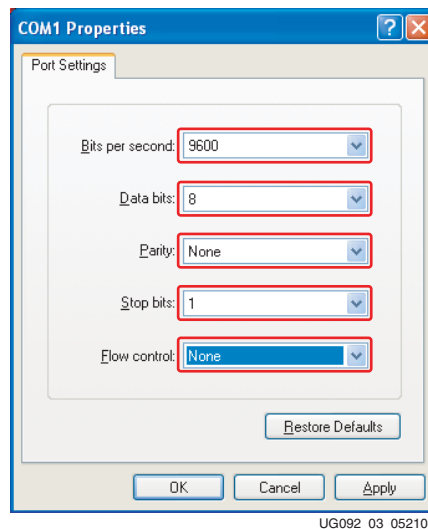 COM1 Properties
Port Settings
Bits per second: 9600
Data bits: 8
Parity: None
Stop bits: 1
Flow control: None
Restore Defaults
OK Cancel Apply
UG092_03_05210